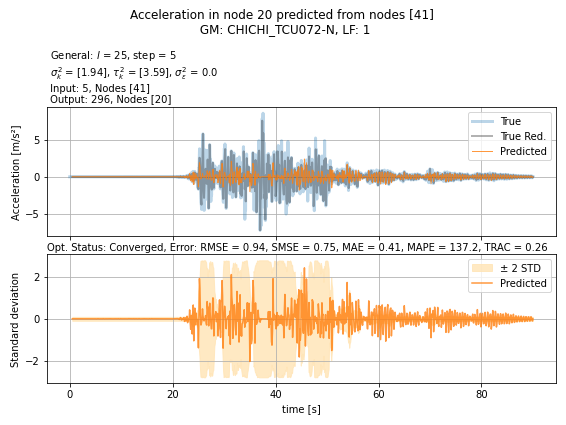 Acceleration in node 20 predicted from nodes [41]
GM: CHICHI_TCU072-N, LF: 1
General: l = 25, step = 5
σ²ₖ = [1.94], τ²ₖ = [3.59], σ²ε = 0.0
Input: 5, Nodes [41]
Output: 296, Nodes [20]
True
True Red.
Predicted
5
0
−5
Acceleration [m/s²]
Opt. Status: Converged, Error: RMSE = 0.94, SMSE = 0.75, MAE = 0.41, MAPE = 137.2, TRAC = 0.26
± 2 STD
Predicted
2
0
−2
Standard deviation
0 20 40 60 80
time [s]